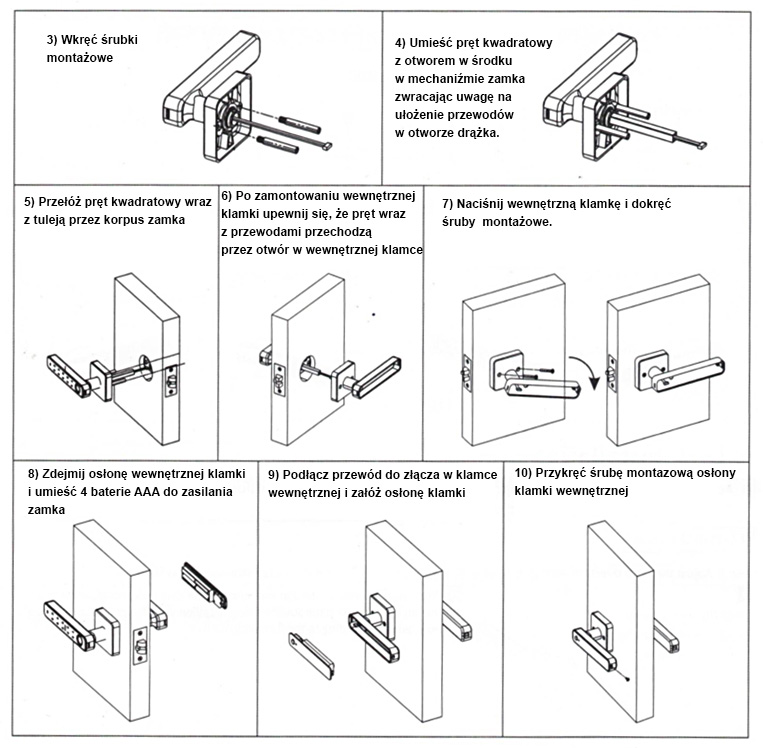 3) Wkręć śrubki
montażowe
4) Umieść pręt kwadratowy
z otworem w środku
w mechaniźmie zamka
zwracając uwagę na
ułożenie przewodów
w otworze drążka.
5) Przełóż pręt kwadratowy wraz
z tuleją przez korpus zamka
6) Po zamontowaniu wewnętrznej
klamki upewnij się, że pręt wraz
z przewodami przechodzą
przez otwór w wewnętrznej klamce
7) Naciśnij wewnętrzną klamkę i dokręć
śruby montażowe.
8) Zdejmij osłonę wewnętrznej klamki
i umieść 4 baterie AAA do zasilania
zamka
9) Podłącz przewód do złącza w klamce
wewnętrznej i załóż osłonę klamki
10) Przykręć śrubę montazową osłony
klamki wewnętrznej